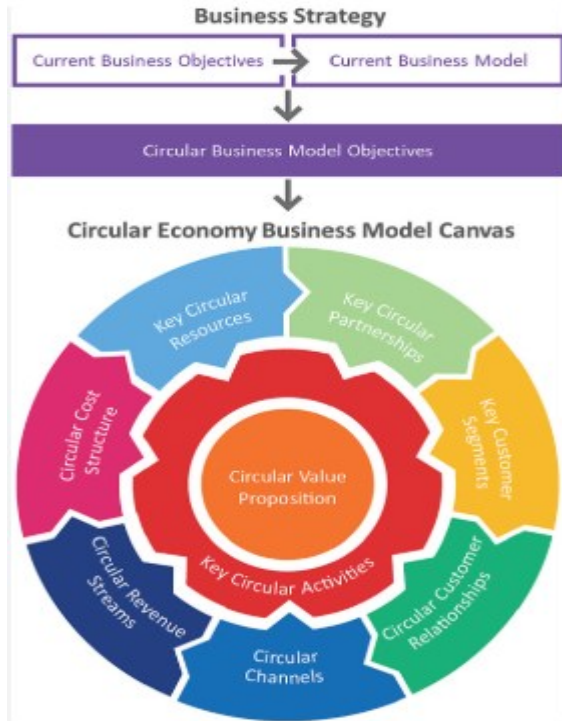 Business Strategy
Current Business Objectives
Current Business Model
Circular Business Model Objectives
Circular Economy Business Model Canvas
Key Circular
Resources
Key Circular
Partnerships
Circular Cost
Structure
Key Customer
Segments
Circular Value
Proposition
Key Circular Activities
Circular Revenue
Streams
Circular Customer
Relationships
Circular
Channels